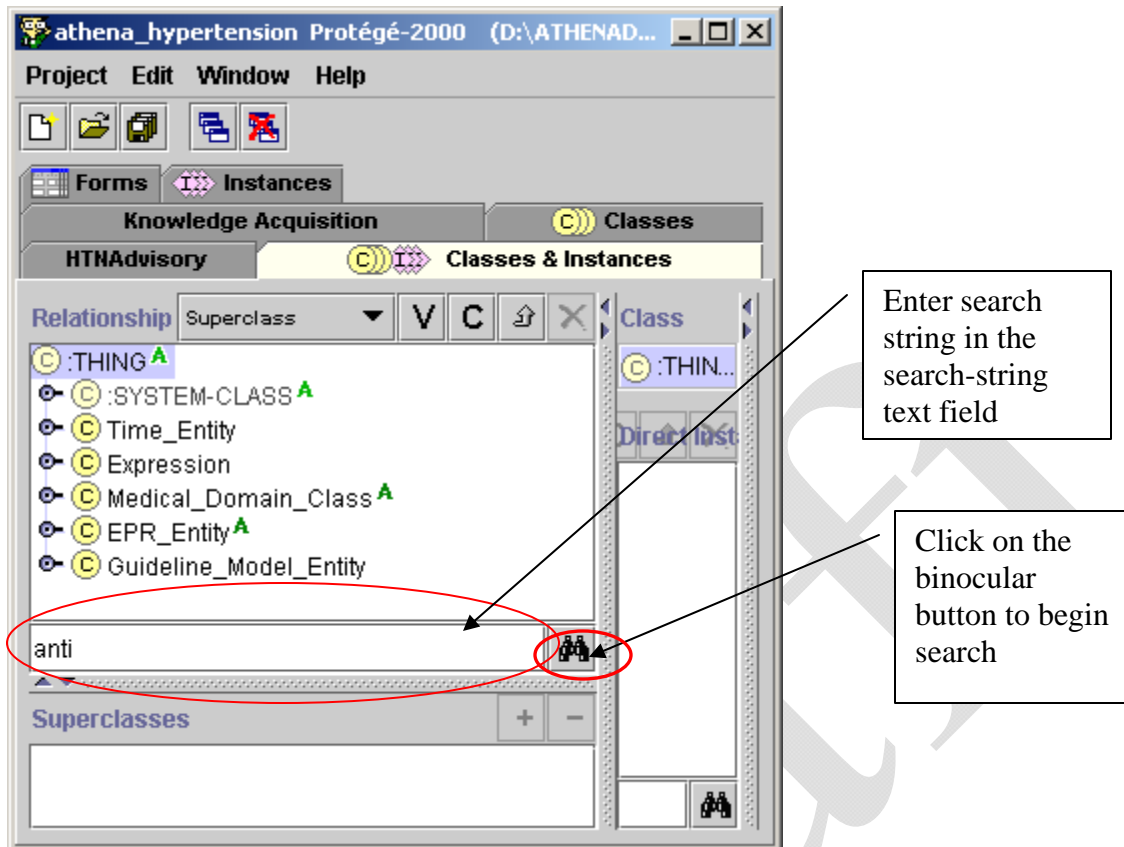 athena_hypertension Protégé-2000 (D:\ATHENAD...
Project Edit Window Help
Forms Instances
Knowledge Acquisition Classes
HTNAdvisory Classes & Instances
Relationship Superclass V C
Class
:THING A
:THIN...
:SYSTEM-CLASS A
Time_Entity
Direct Inst
Expression
Medical_Domain_Class A
EPR_Entity A
Guideline_Model_Entity
anti
Superclasses + −
Enter search
string in the
search-string
text field
Click on the
binocular
button to begin
search